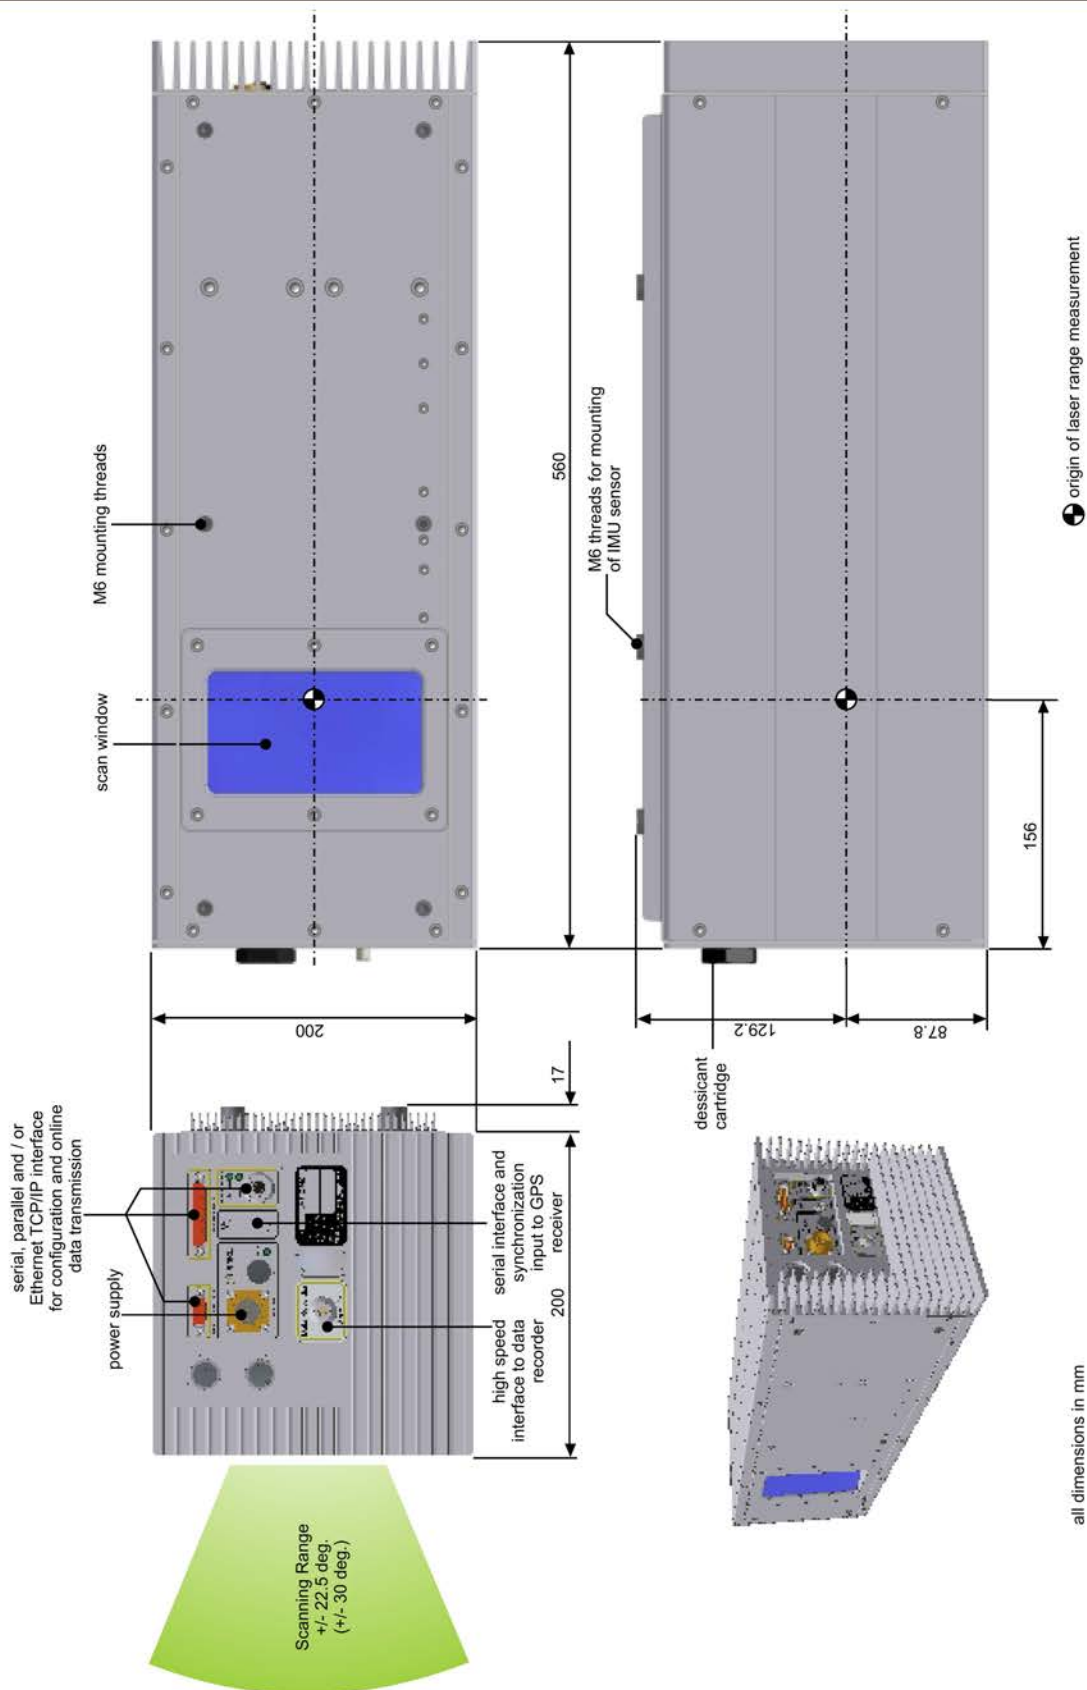 serial, parallel and / or
Ethernet TCP/IP interface
for configuration and online
data transmission
power supply
Scanning Range
+/- 22.5 deg.
(+/- 30 deg.)
high speed
interface to data
recorder
serial interface and
synchronization
input to GPS
receiver
200
17
200
scan window
M6 mounting threads
560
M6 threads for mounting
of IMU sensor
129.2
87.8
156
dessicant
cartridge
all dimensions in mm
origin of laser range measurement